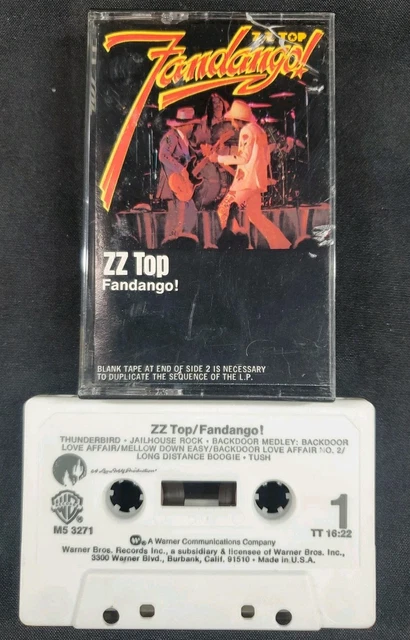 ZZ TOP
Fandango!
ZZ Top
Fandango!
BLANK TAPE AT END OF SIDE 2 IS NECESSARY
TO DUPLICATE THE SEQUENCE OF THE L.P.
ZZ Top/Fandango!
THUNDERBIRD • JAILHOUSE ROCK • BACKDOOR MEDLEY: BACKDOOR
LOVE AFFAIR/MELLOW DOWN EASY/BACKDOOR LOVE AFFAIR NO. 2/
LONG DISTANCE BOOGIE • TUSH
M5 3271
1
TT 16:22
A Warner Communications Company
Warner Bros. Records Inc., a subsidiary & licensee of Warner Bros. Inc.,
3300 Warner Blvd., Burbank, Calif. 91510 • Made in U.S.A.